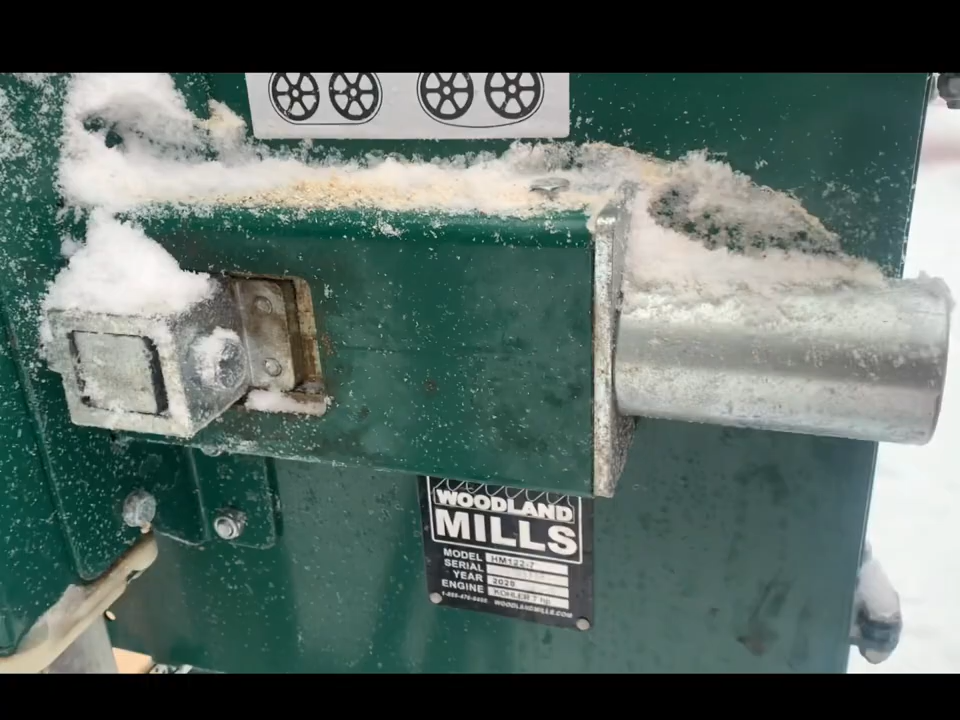 WOODLAND
MILLS
MODEL HM122-7
SERIAL
YEAR 2020
ENGINE KOHLER 7 HP
WOODLANDMILLS.COM